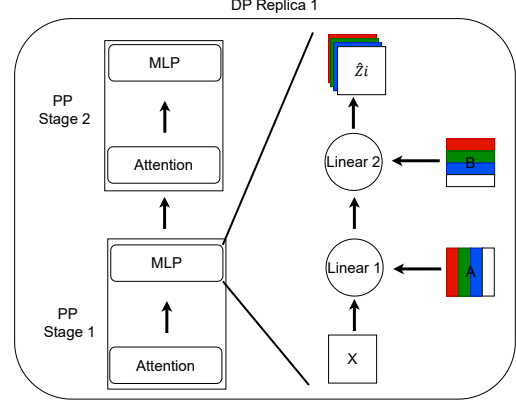 DP Replica 1
MLP
PP
Stage 2
Attention
MLP
PP
Stage 1
Attention
Ẑi
Linear 2
B
Linear 1
A
X